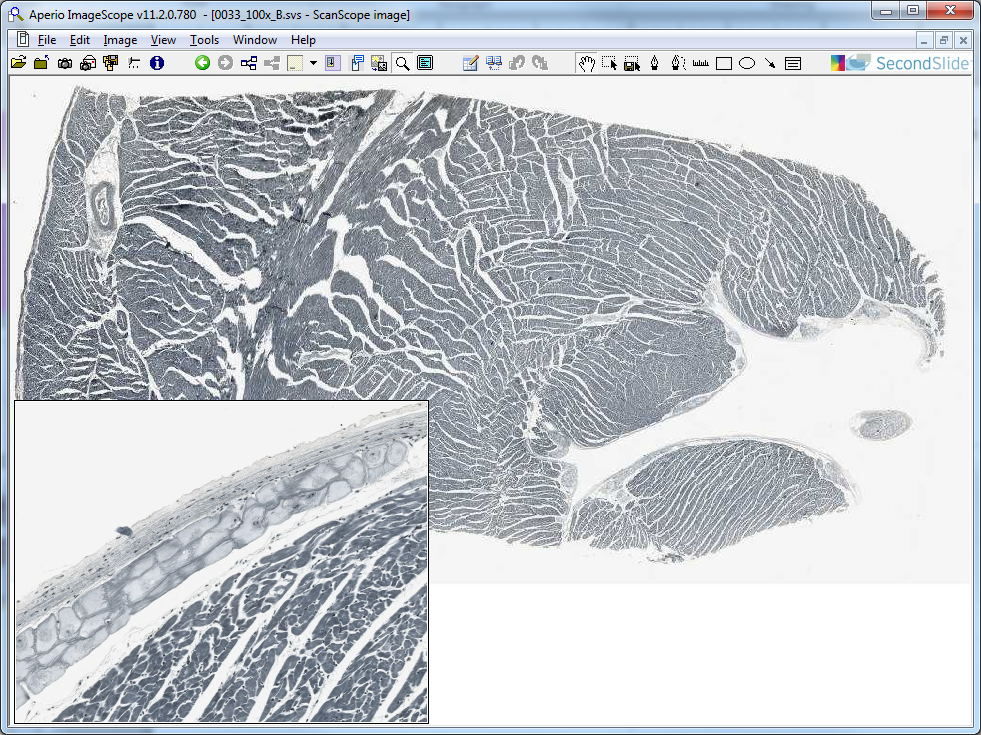 Aperio ImageScope v11.2.0.780 - [0033_100x_B.svs - ScanScope image]
File Edit Image View Tools Window Help
SecondSlide